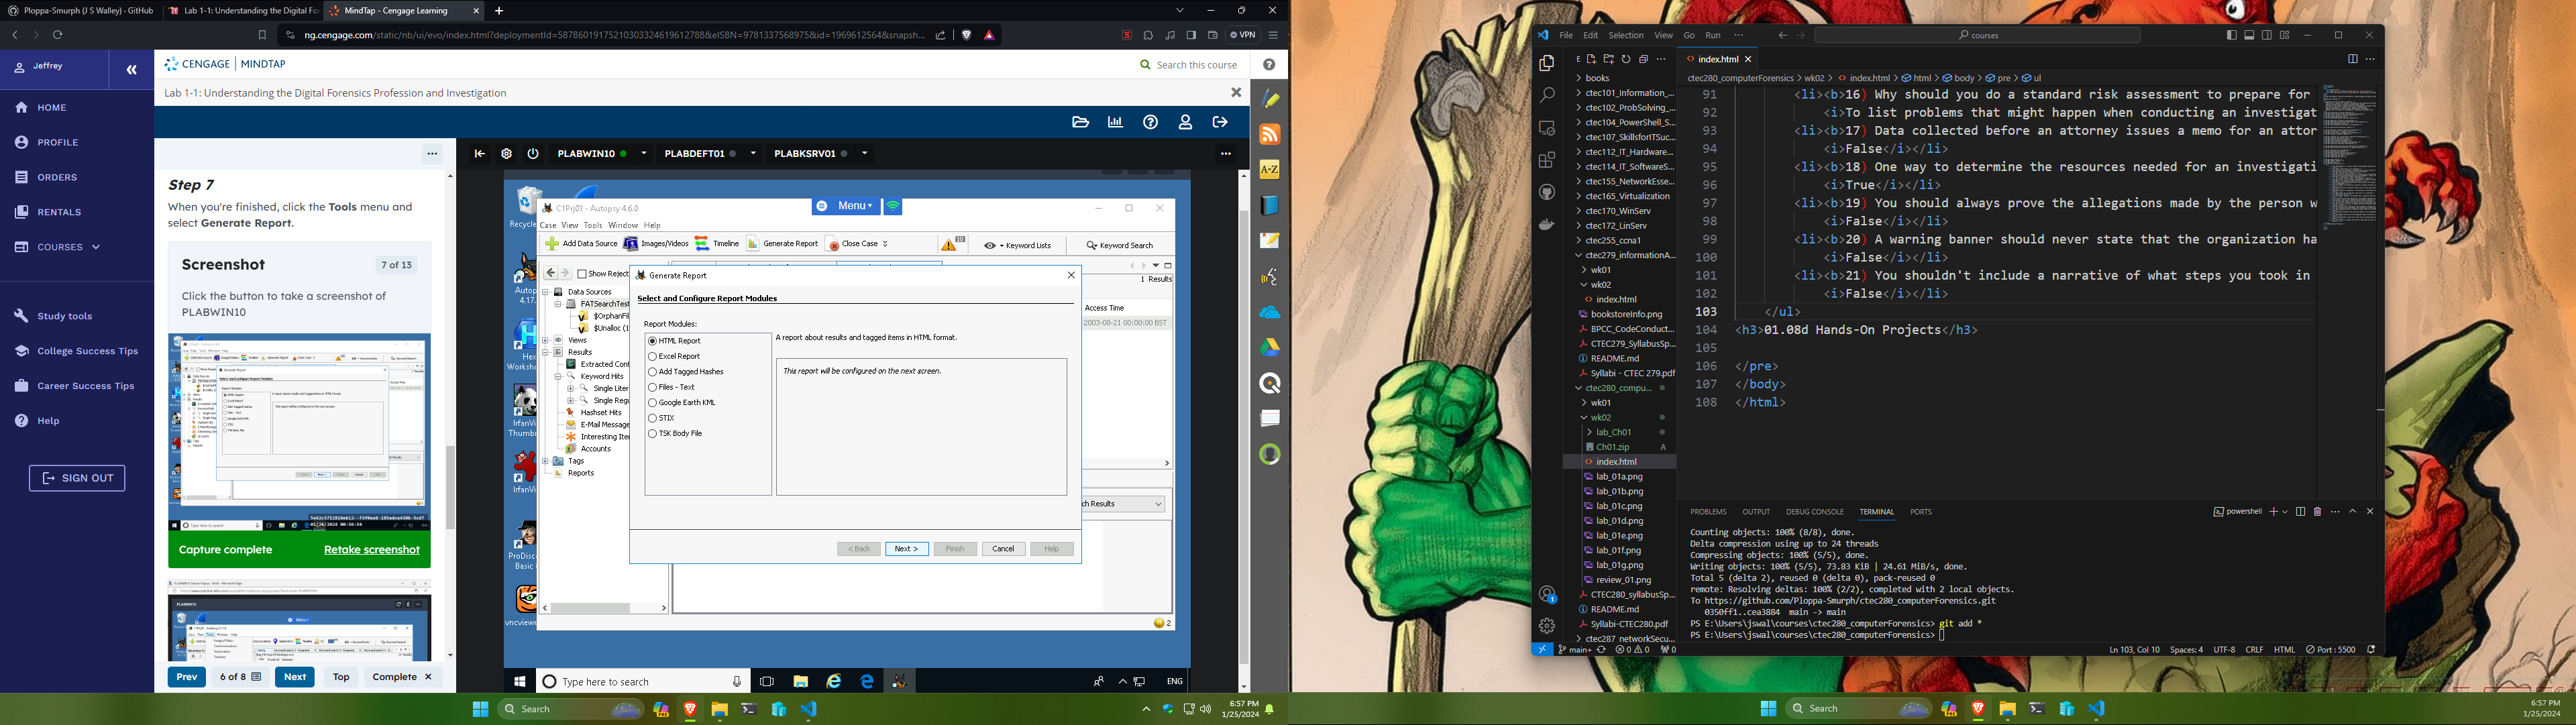 Ploppa-Smurph (J S Walley) · GitHub
Lab 1-1: Understanding the Digital Fo
MindTap - Cengage Learning
ng.cengage.com/static/nb/ui/evo/index.html?deploymentId=5878601917521030332461961278&eISBN=9781337568975&id=1969612564&snapsh...
VPN
Jeffrey
CENGAGE | MINDTAP
Search this course
Lab 1-1: Understanding the Digital Forensics Profession and Investigation
HOME
PROFILE
ORDERS
RENTALS
COURSES
Study tools
College Success Tips
Career Success Tips
Help
SIGN OUT
Step 7
When you're finished, click the Tools menu and
select Generate Report.
Screenshot
7 of 13
Click the button to take a screenshot of
PLABWIN10
Capture complete
Retake screenshot
Prev
6 of 8
Next
Top
Complete
PLABWIN10
PLABDEFT01
PLABKSRV01
C1Prj03 - Autopsy 4.6.0
Menu
Case View Tools Window Help
Add Data Source
Images/Videos
Timeline
Generate Report
Close Case
10
Keyword Lists
Keyword Search
Show Reject
1 Results
Data Sources
FATSearchTest
$OrphanFil
$Unalloc (1
Views
Results
Extracted Cont
Keyword Hits
Single Liter
Single Regu
Hashset Hits
E-Mail Message
Interesting Ite
Accounts
Tags
Reports
Access Time
2003-08-21 00:00:00 BST
Generate Report
Select and Configure Report Modules
Report Modules:
HTML Report
Excel Report
Add Tagged Hashes
Files - Text
Google Earth KML
STIX
TSK Body File
A report about results and tagged items in HTML format.
This report will be configured on the next screen.
< Back
Next >
Finish
Cancel
Help
ch Results
2
Recycle
Autop
4.17.
Hex
Worksho
IrfanVi
Thumbn
IrfanVi
ProDisc
Basic
vncviewer
Type here to search
ENG
Search
6:57 PM
1/25/2024
File Edit Selection View Go Run ···
courses
books
ctec101_Information_...
ctec102_ProbSolving_...
ctec104_PowerShell_S...
ctec107_SkillsforITSuc...
ctec112_IT_Hardware...
ctec114_IT_SoftwareS...
ctec155_NetworkEsse...
ctec165_Virtualization
ctec170_WinServ
ctec172_LinServ
ctec255_ccna1
ctec279_informationA...
wk01
wk02
index.html
bookstoreInfo.png
BPCC_CodeConduct...
CTEC279_SyllabusSp...
README.md
Syllabi - CTEC 279.pdf
ctec280_compu...
wk01
wk02
lab_Ch01
Ch01.zip A
index.html
lab_01a.png
lab_01b.png
lab_01c.png
lab_01d.png
lab_01e.png
lab_01f.png
lab_01g.png
review_01.png
CTEC280_syllabusSp...
README.md
Syllabi-CTEC280.pdf
ctec287_networkSecu...
index.html
ctec280_computerForensics > wk02 > index.html > html > body > pre > ul
91 <li><b>16) Why should you do a standard risk assessment to prepare for
92 <i>To list problems that might happen when conducting an investigat
93 <li><b>17) Data collected before an attorney issues a memo for an attor
94 <i>False</i></li>
95 <li><b>18) One way to determine the resources needed for an investigati
96 <i>True</i></li>
97 <li><b>19) You should always prove the allegations made by the person w
98 <i>False</i></li>
99 <li><b>20) A warning banner should never state that the organization ha
100 <i>False</i></li>
101 <li><b>21) You shouldn't include a narrative of what steps you took in
102 <i>False</i></li>
103 </ul>
104 <h3>01.08d Hands-On Projects</h3>
105
106 </pre>
107 </body>
108 </html>
PROBLEMS OUTPUT DEBUG CONSOLE TERMINAL PORTS
powershell
Counting objects: 100% (8/8), done.
Delta compression using up to 24 threads
Compressing objects: 100% (5/5), done.
Writing objects: 100% (5/5), 73.83 KiB | 24.61 MiB/s, done.
Total 5 (delta 2), reused 0 (delta 0), pack-reused 0
remote: Resolving deltas: 100% (2/2), completed with 2 local objects.
To https://github.com/Ploppa-Smurph/ctec280_computerForensics.git
0350ff1..cea3884 main -> main
PS E:\Users\jswal\courses\ctec280_computerForensics> git add *
PS E:\Users\jswal\courses\ctec280_computerForensics>
main+
0 0
0
Ln 103, Col 10
Spaces: 4
UTF-8
CRLF
HTML
Port : 5500
Search
6:57 PM
1/25/2024